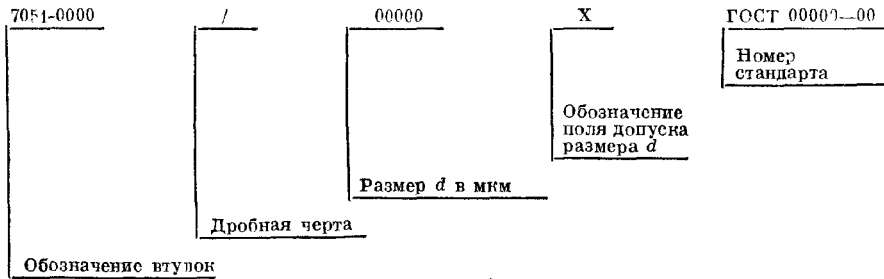 7051-0000 / 00000 X ГОСТ 00000—00
Номер
стандарта
Обозначение
поля допуска
размера d
Размер d в мкм
Дробная черта
Обозначение втулок